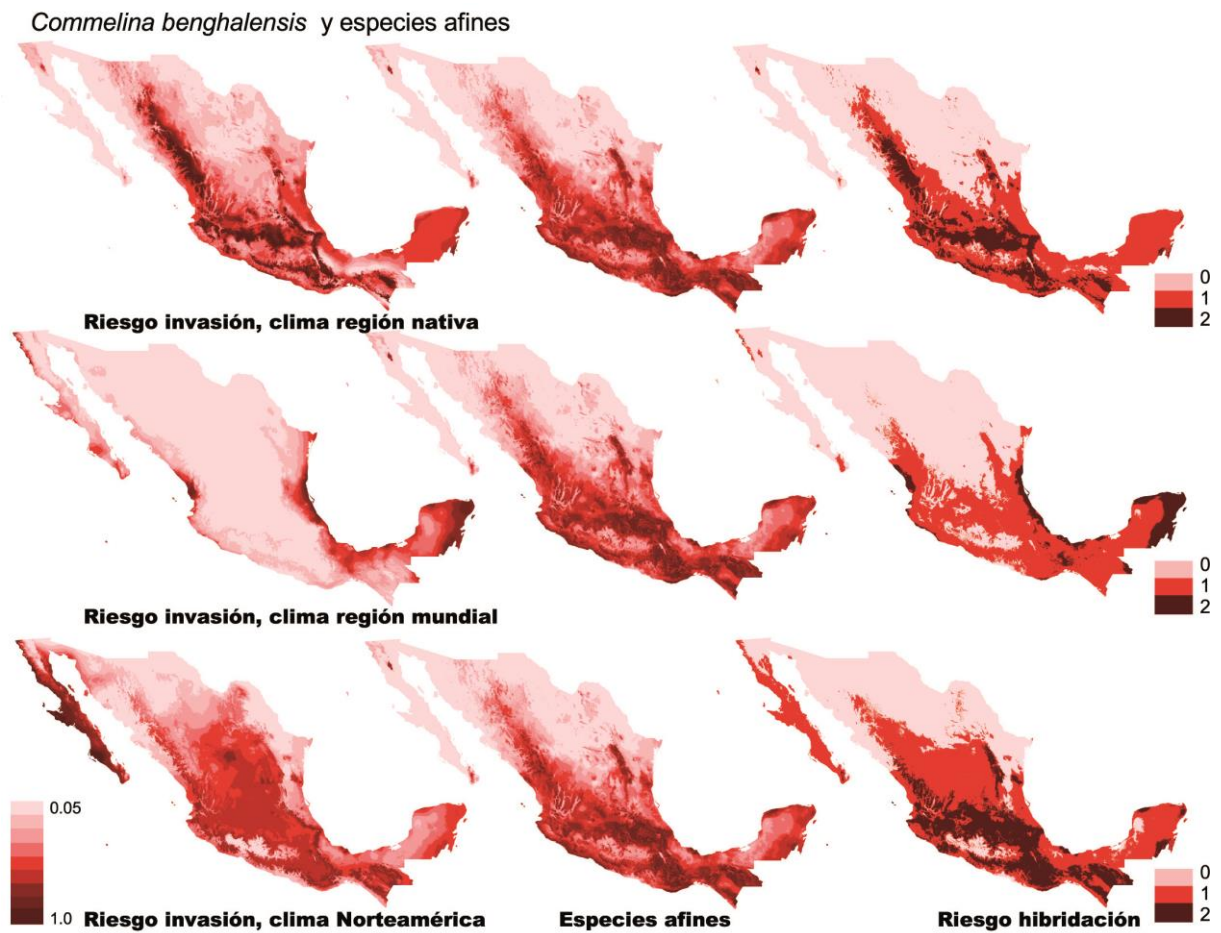 Commelina benghalensis y especies afines
0
1
2
Riesgo invasión, clima región nativa
0
1
2
Riesgo invasión, clima región mundial
0.05
1.0
0
1
2
Riesgo invasión, clima Norteamérica
Especies afines
Riesgo hibridación